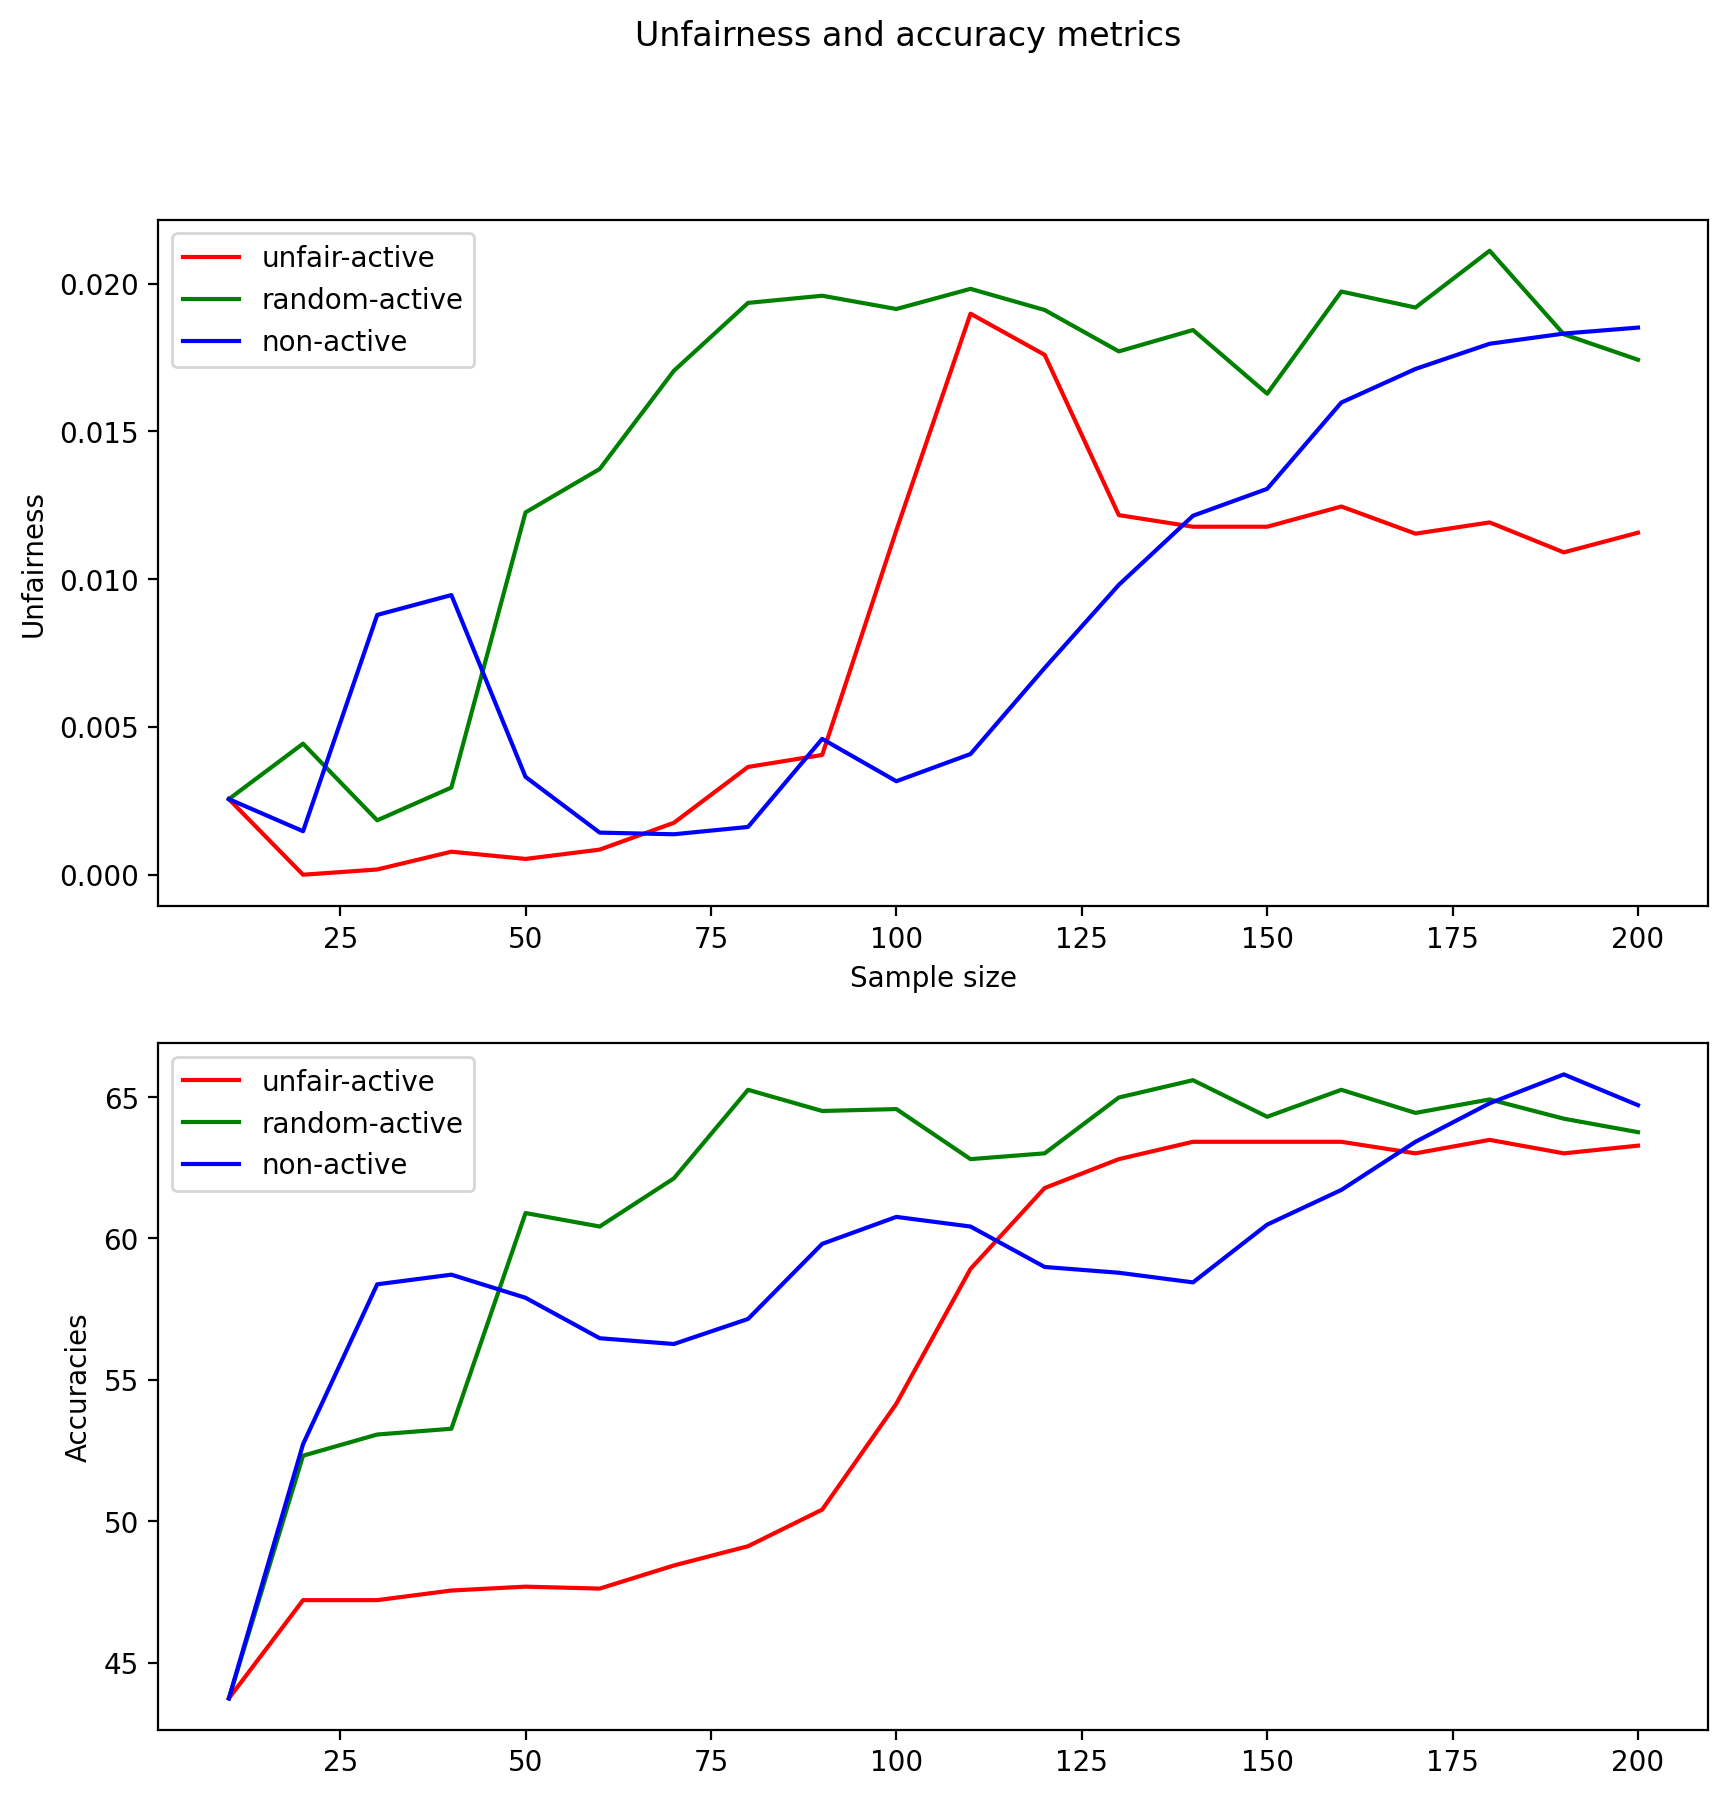 Unfairness and accuracy metrics
unfair-active
random-active
non-active
0.020
0.015
0.010
0.005
0.000
Unfairness
25 50 75 100 125 150 175 200
Sample size
unfair-active
random-active
non-active
65
60
55
50
45
Accuracies
25 50 75 100 125 150 175 200